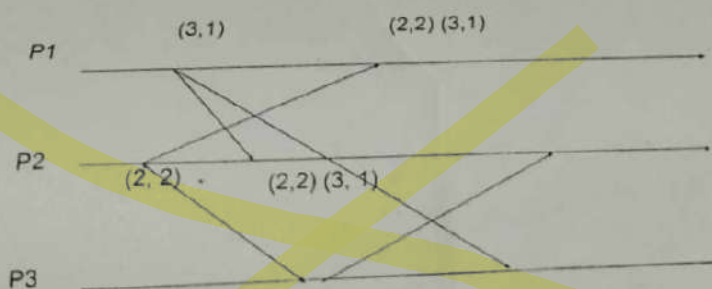 (3,1) (2,2) (3,1)
P1
P2
(2, 2) (2,2) (3, 1)
P3